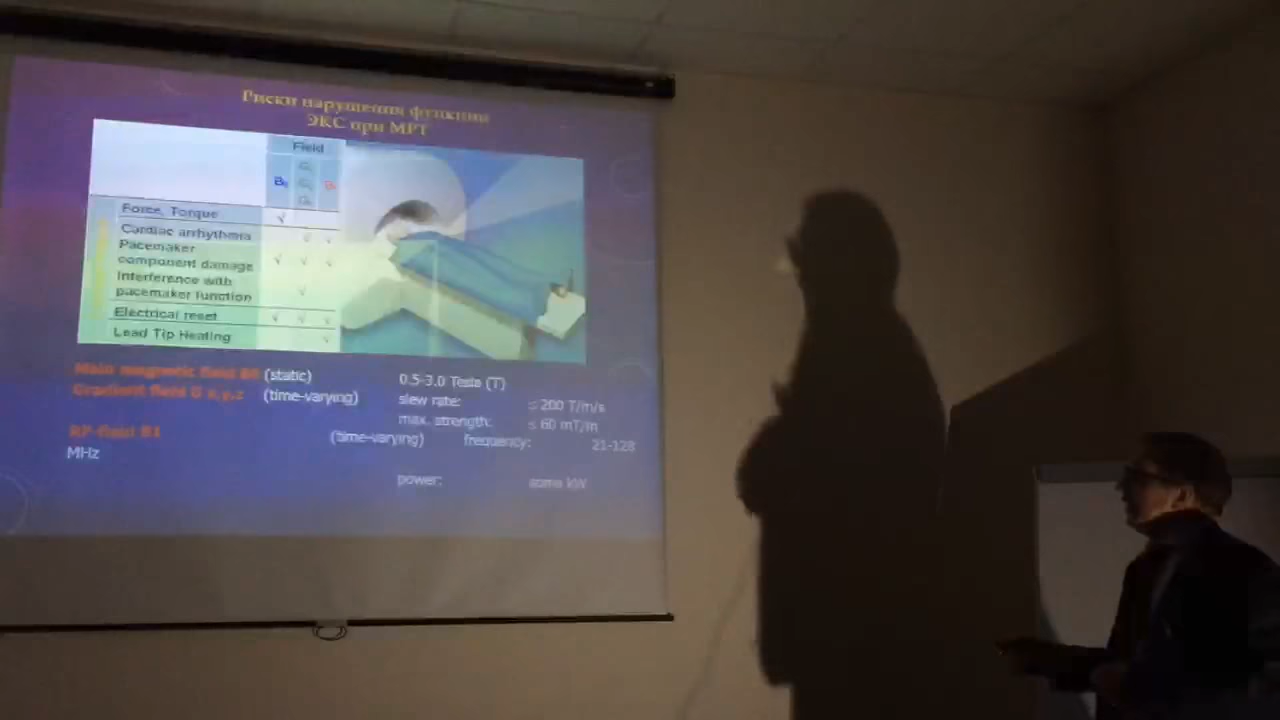 Риски нарушения функции
ЭКС при МРТ
Field
B₀
Force, Torque √
Cardiac arrhythmia √ √
Pacemaker
component damage √ √ √
Interference with
pacemaker function √
Electrical reset √ √ √
Lead Tip Heating √
Main magnetic field B0 (static) 0.5-3.0 Tesla (T)
Gradient field G x,y,z (time-varying) slew rate: ≤ 200 T/m/s
max. strength: ≤ 60 mT/m
RF-field B1 (time-varying) frequency: 21-128
MHz
power: some kW